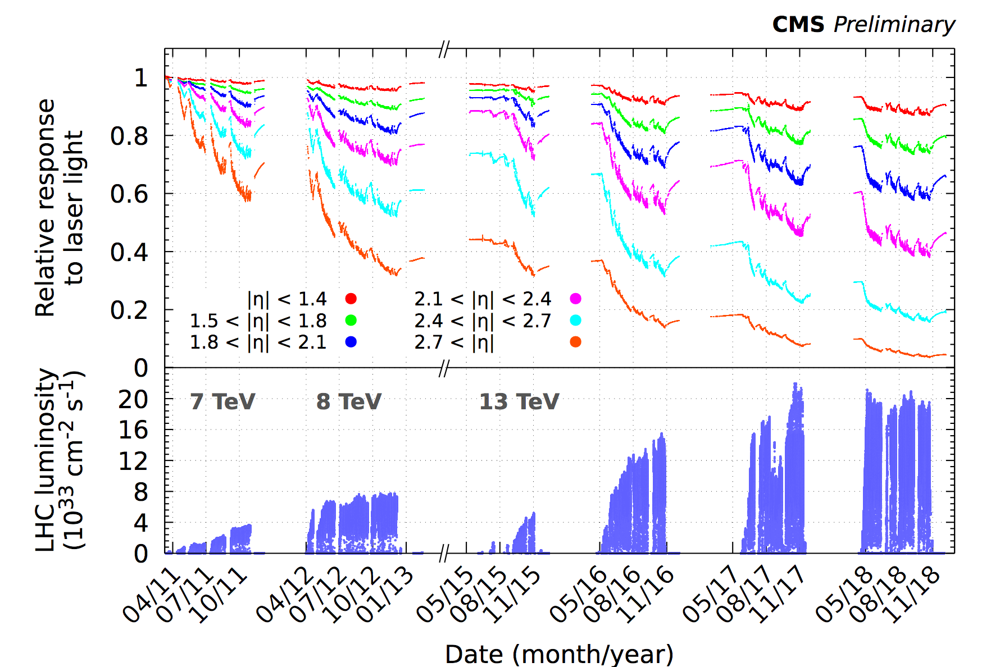 CMS Preliminary
Relative response
to laser light
1
0.8
0.6
0.4
0.2
0
|η| < 1.4
1.5 < |η| < 1.8
1.8 < |η| < 2.1
2.1 < |η| < 2.4
2.4 < |η| < 2.7
2.7 < |η|
LHC luminosity
(10³³ cm⁻² s⁻¹)
20
16
12
8
4
0
7 TeV
8 TeV
13 TeV
04/11
07/11
10/11
04/12
07/12
10/12
01/13
05/15
08/15
11/15
05/16
08/16
11/16
05/17
08/17
11/17
05/18
08/18
11/18
Date (month/year)